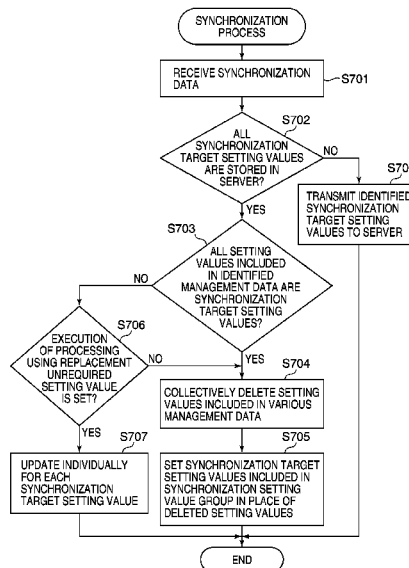 SYNCHRONIZATION
PROCESS
RECEIVE SYNCHRONIZATION
DATA
S701
S702
ALL
SYNCHRONIZATION
TARGET SETTING VALUES
ARE STORED IN
SERVER?
NO
YES
TRANSMIT IDENTIFIED
SYNCHRONIZATION
TARGET SETTING
VALUES TO SERVER
S703
ALL SETTING
VALUES INCLUDED
IN IDENTIFIED
MANAGEMENT DATA ARE
SYNCHRONIZATION
TARGET SETTING
VALUES?
NO
YES
S706
EXECUTION
OF PROCESSING
USING REPLACEMENT
UNREQUIRED
SETTING VALUE
IS SET?
NO
YES
S704
COLLECTIVELY DELETE SETTING
VALUES INCLUDED IN VARIOUS
MANAGEMENT DATA
S707
UPDATE INDIVIDUALLY
FOR EACH
SYNCHRONIZATION
TARGET SETTING VALUE
S705
SET SYNCHRONIZATION TARGET
SETTING VALUES INCLUDED IN
SYNCHRONIZATION SETTING
VALUE GROUP IN PLACE OF
DELETED SETTING VALUES
END